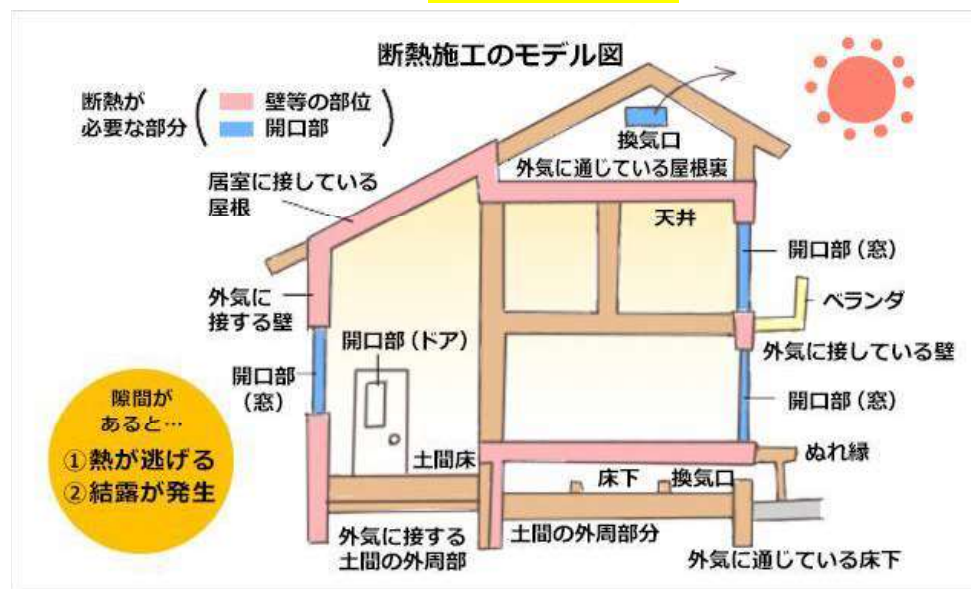 断熱施工のモデル図
断熱が
必要な部分
壁等の部位
開口部
換気口
外気に通じている屋根裏
居室に接している
屋根
天井
開口部（窓）
ベランダ
外気に
接する壁
開口部（ドア）
外気に接している壁
開口部
（窓）
開口部（窓）
隙間が
あると…
①熱が逃げる
②結露が発生
土間床
ぬれ縁
床下
換気口
外気に接する
土間の外周部
土間の外周部分
外気に通じている床下